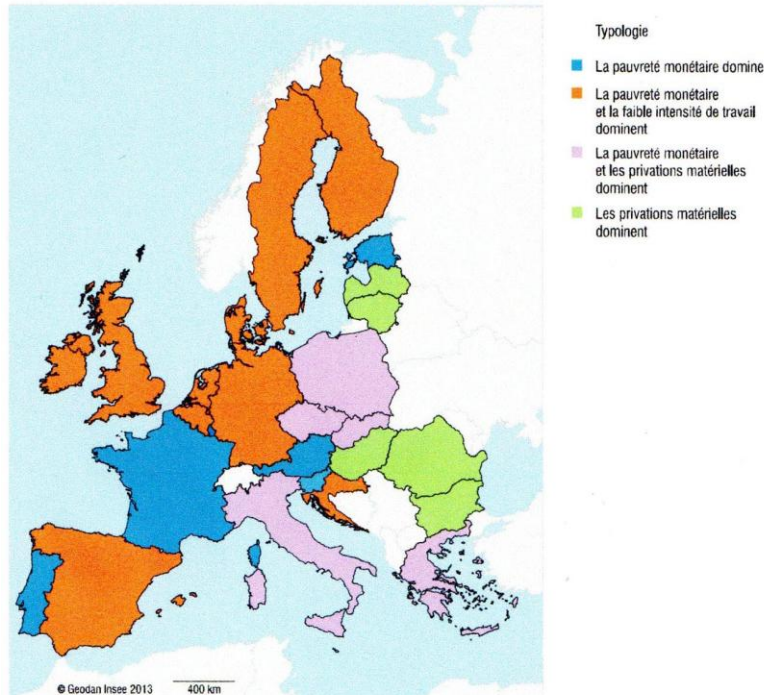 Typologie
La pauvreté monétaire domine
La pauvreté monétaire
et la faible intensité de travail
dominent
La pauvreté monétaire
et les privations matérielles
dominent
Les privations matérielles
dominent
© Geodan Insee 2013
400 km